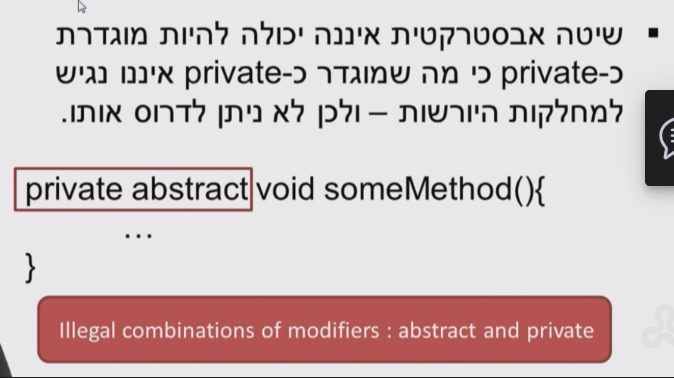 ▪ שיטה אבסטרקטית איננה יכולה להיות מוגדרת
כ-private כי מה שמוגדר כ-private איננו נגיש
למחלקות היורשות – ולכן לא ניתן לדרוס אותו.
private abstract void someMethod(){
...
}
Illegal combinations of modifiers : abstract and private